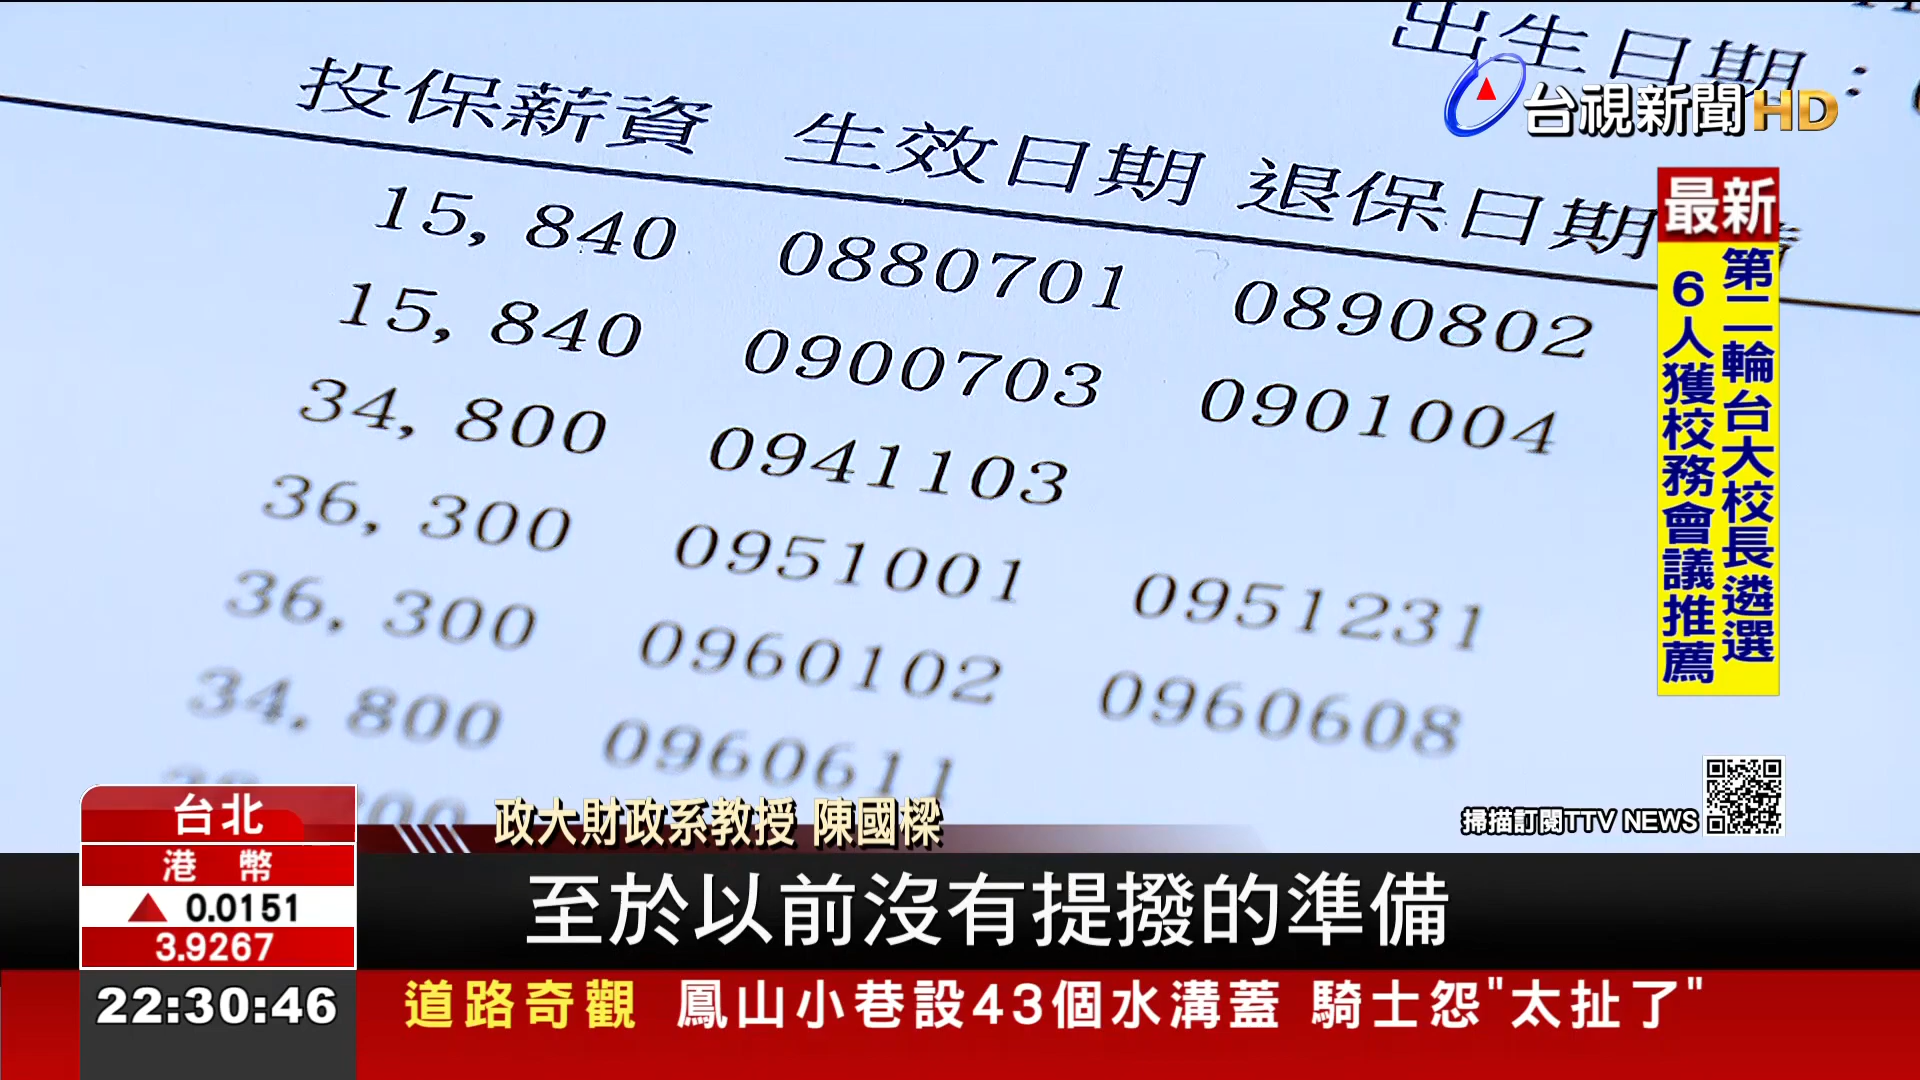 出生日期：
台視新聞HD
投保薪資 生效日期 退保日期
15,840 0880701 0890802
15,840 0900703 0901004
34,800 0941103
36,300 0951001 0951231
36,300 0960102 0960608
34,800 0960611
最新
第二輪台大校長遴選
6人獲校務會議推薦
掃描訂閱TTV NEWS
政大財政系教授 陳國樑
至於以前沒有提撥的準備
台北
港幣
▲ 0.0151
3.9267
22:30:46
道路奇觀 鳳山小巷設43個水溝蓋 騎士怨"太扯了"